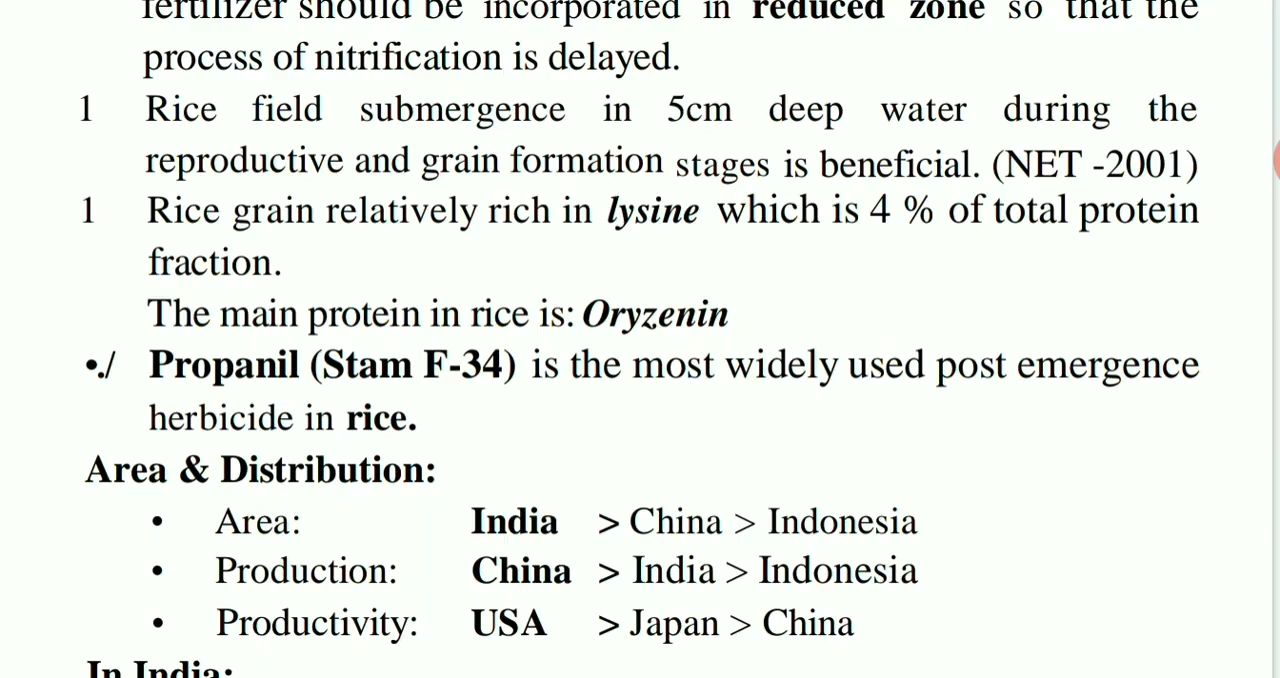 fertilizer should be incorporated in reduced zone so that the
process of nitrification is delayed.
1 Rice field submergence in 5cm deep water during the
reproductive and grain formation stages is beneficial. (NET -2001)
1 Rice grain relatively rich in lysine which is 4 % of total protein
fraction.
The main protein in rice is: Oryzenin
•./ Propanil (Stam F-34) is the most widely used post emergence
herbicide in rice.
Area & Distribution:
• Area: India > China > Indonesia
• Production: China > India > Indonesia
• Productivity: USA > Japan > China
In India: